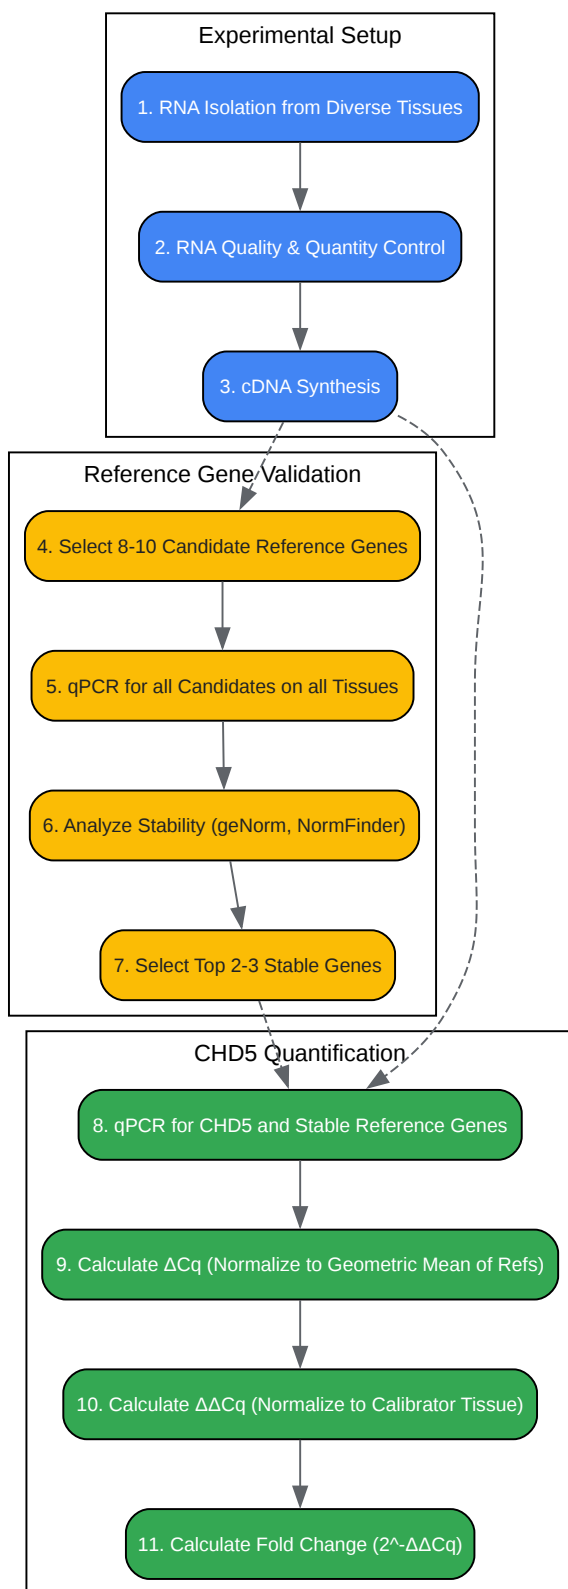 Experimental Setup
1. RNA Isolation from Diverse Tissues
2. RNA Quality & Quantity Control
3. cDNA Synthesis
Reference Gene Validation
4. Select 8-10 Candidate Reference Genes
5. qPCR for all Candidates on all Tissues
6. Analyze Stability (geNorm, NormFinder)
7. Select Top 2-3 Stable Genes
CHD5 Quantification
8. qPCR for CHD5 and Stable Reference Genes
9. Calculate ΔCq (Normalize to Geometric Mean of Refs)
10. Calculate ΔΔCq (Normalize to Calibrator Tissue)
11. Calculate Fold Change (2^-ΔΔCq)